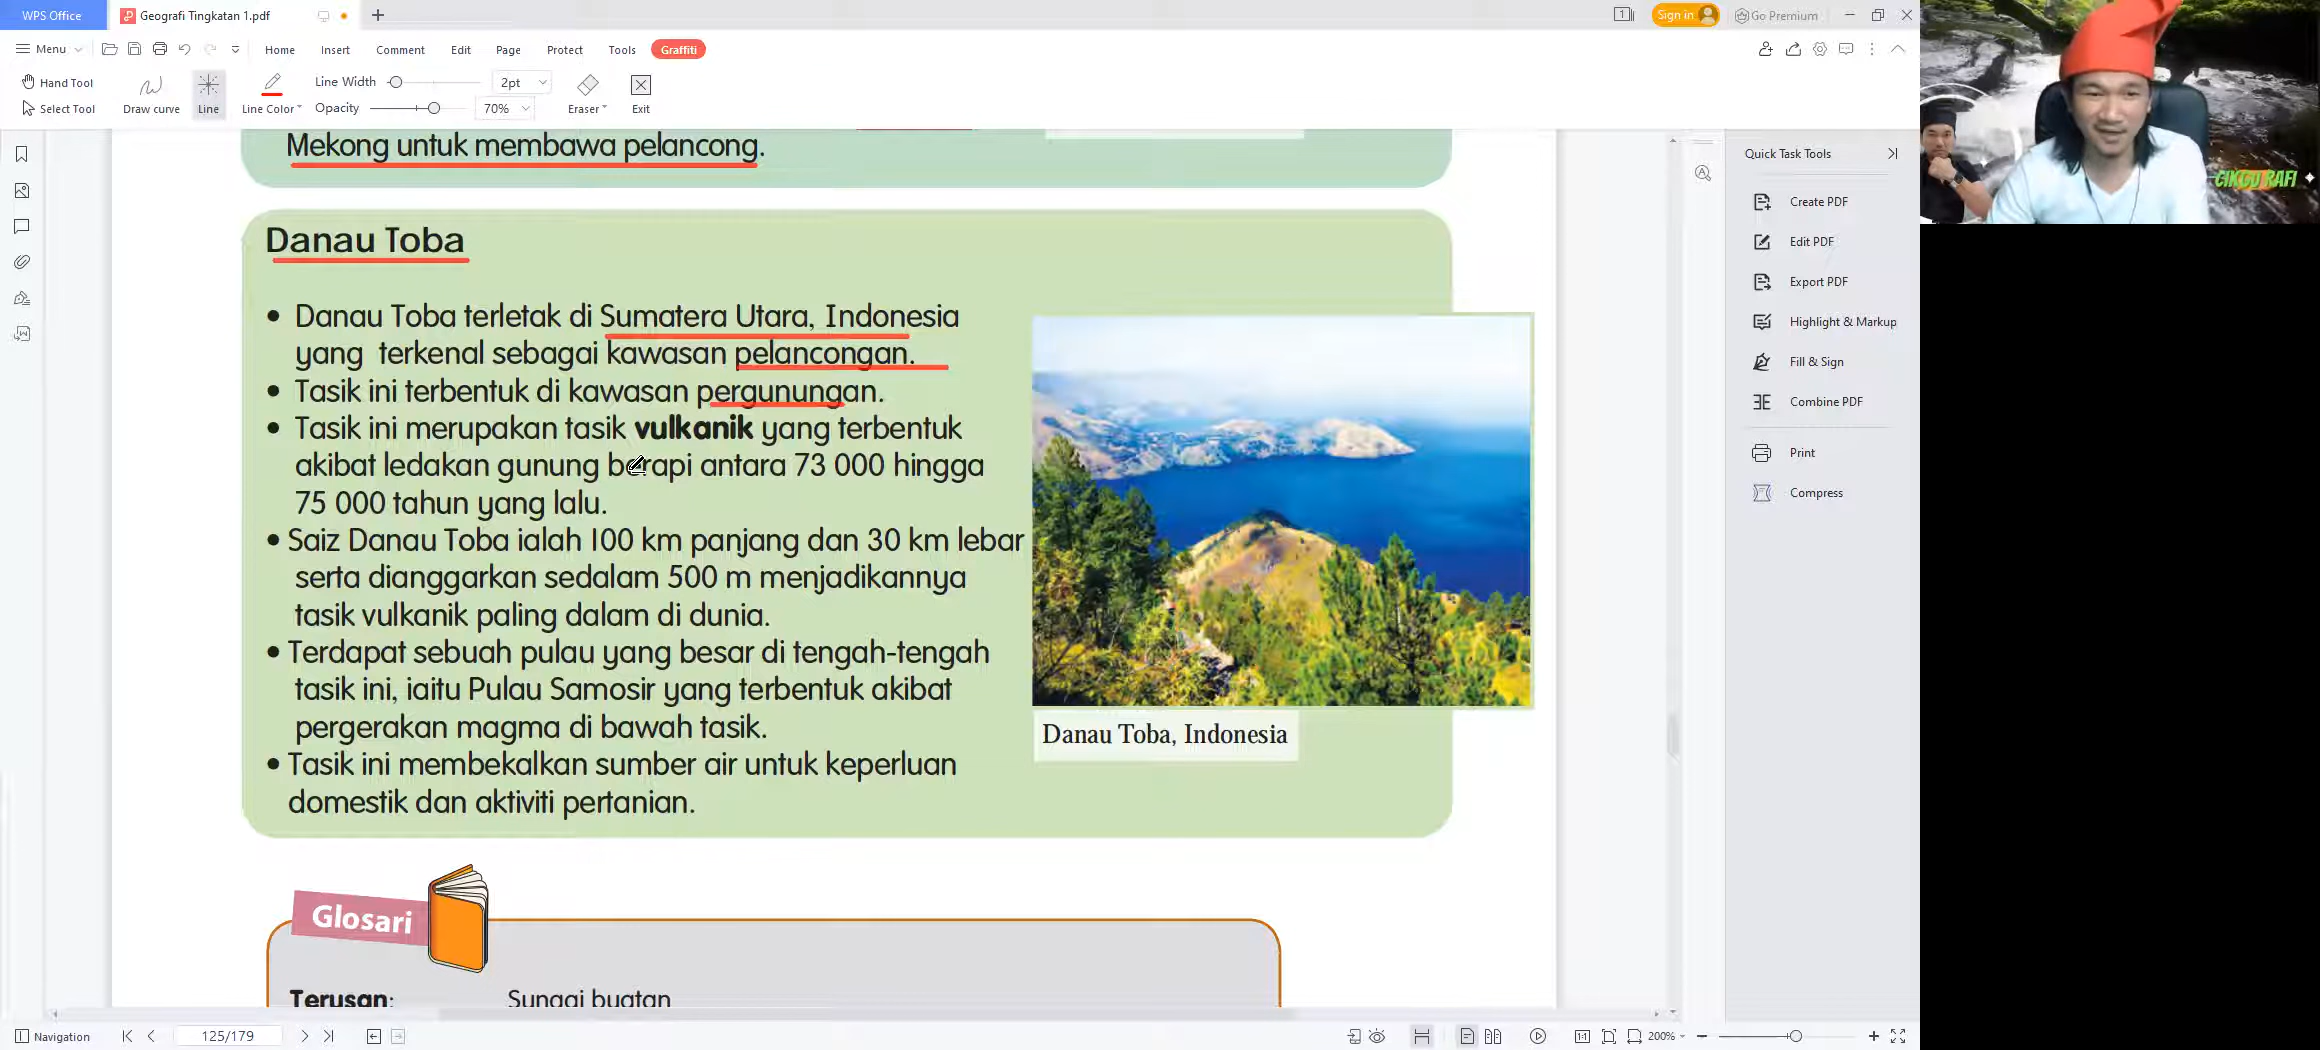 WPS Office
Geografi Tingkatan 1.pdf
1
Sign in
Go Premium
Menu
Home
Insert
Comment
Edit
Page
Protect
Tools
Graffiti
Hand Tool
Select Tool
Draw curve
Line
Line Color
Line Width
2pt
Opacity
70%
Eraser
Exit
Mekong untuk membawa pelancong.
Danau Toba
• Danau Toba terletak di Sumatera Utara, Indonesia
yang terkenal sebagai kawasan pelancongan.
• Tasik ini terbentuk di kawasan pergunungan.
• Tasik ini merupakan tasik vulkanik yang terbentuk
akibat ledakan gunung berapi antara 73 000 hingga
75 000 tahun yang lalu.
• Saiz Danau Toba ialah 100 km panjang dan 30 km lebar
serta dianggarkan sedalam 500 m menjadikannya
tasik vulkanik paling dalam di dunia.
• Terdapat sebuah pulau yang besar di tengah-tengah
tasik ini, iaitu Pulau Samosir yang terbentuk akibat
pergerakan magma di bawah tasik.
• Tasik ini membekalkan sumber air untuk keperluan
domestik dan aktiviti pertanian.
Danau Toba, Indonesia
Glosari
Terusan: Sungai buatan
Quick Task Tools
Create PDF
Edit PDF
Export PDF
Highlight & Markup
Fill & Sign
Combine PDF
Print
Compress
CIKGU RAFI
Navigation
125/179
1:1
200%